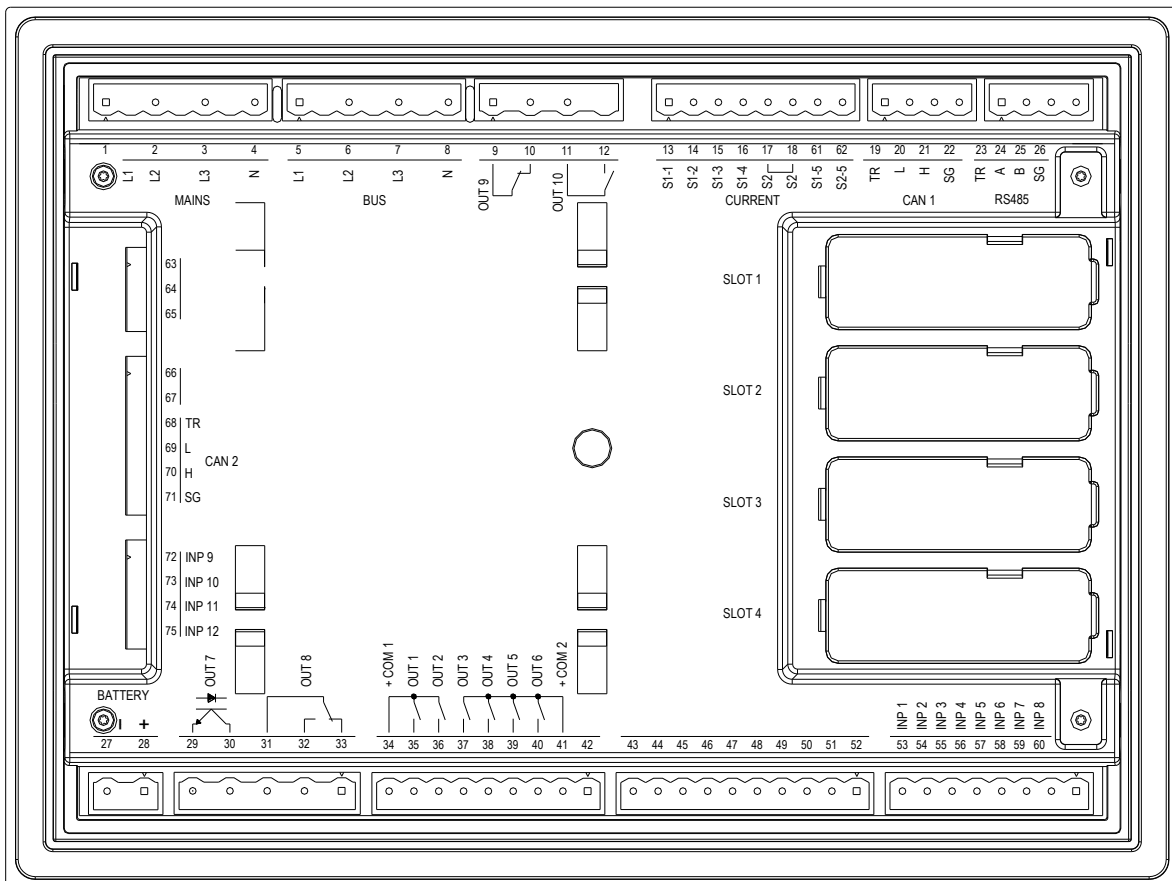 1 2 3 4 5 6 7 8 9 10 11 12 13 14 15 16 17 18 61 62 19 20 21 22 23 24 25 26
L1 L2 L3 N L1 L2 L3 N OUT 9 OUT 10 S1-1 S1-2 S1-3 S1-4 S2 S2 S1-5 S2-5 TR L H SG TR A B SG
MAINS BUS CURRENT CAN 1 RS485
63
64
65
SLOT 1
66
67
68 TR
69 L
70 H
71 SG
CAN 2
SLOT 2
SLOT 3
72 INP 9
73 INP 10
74 INP 11
75 INP 12
SLOT 4
BATTERY OUT 7 OUT 8 + COM 1 OUT 1 OUT 2 OUT 3 OUT 4 OUT 5 OUT 6 + COM 2
– + INP 1 INP 2 INP 3 INP 4 INP 5 INP 6 INP 7 INP 8
27 28 29 30 31 32 33 34 35 36 37 38 39 40 41 42 43 44 45 46 47 48 49 50 51 52 53 54 55 56 57 58 59 60